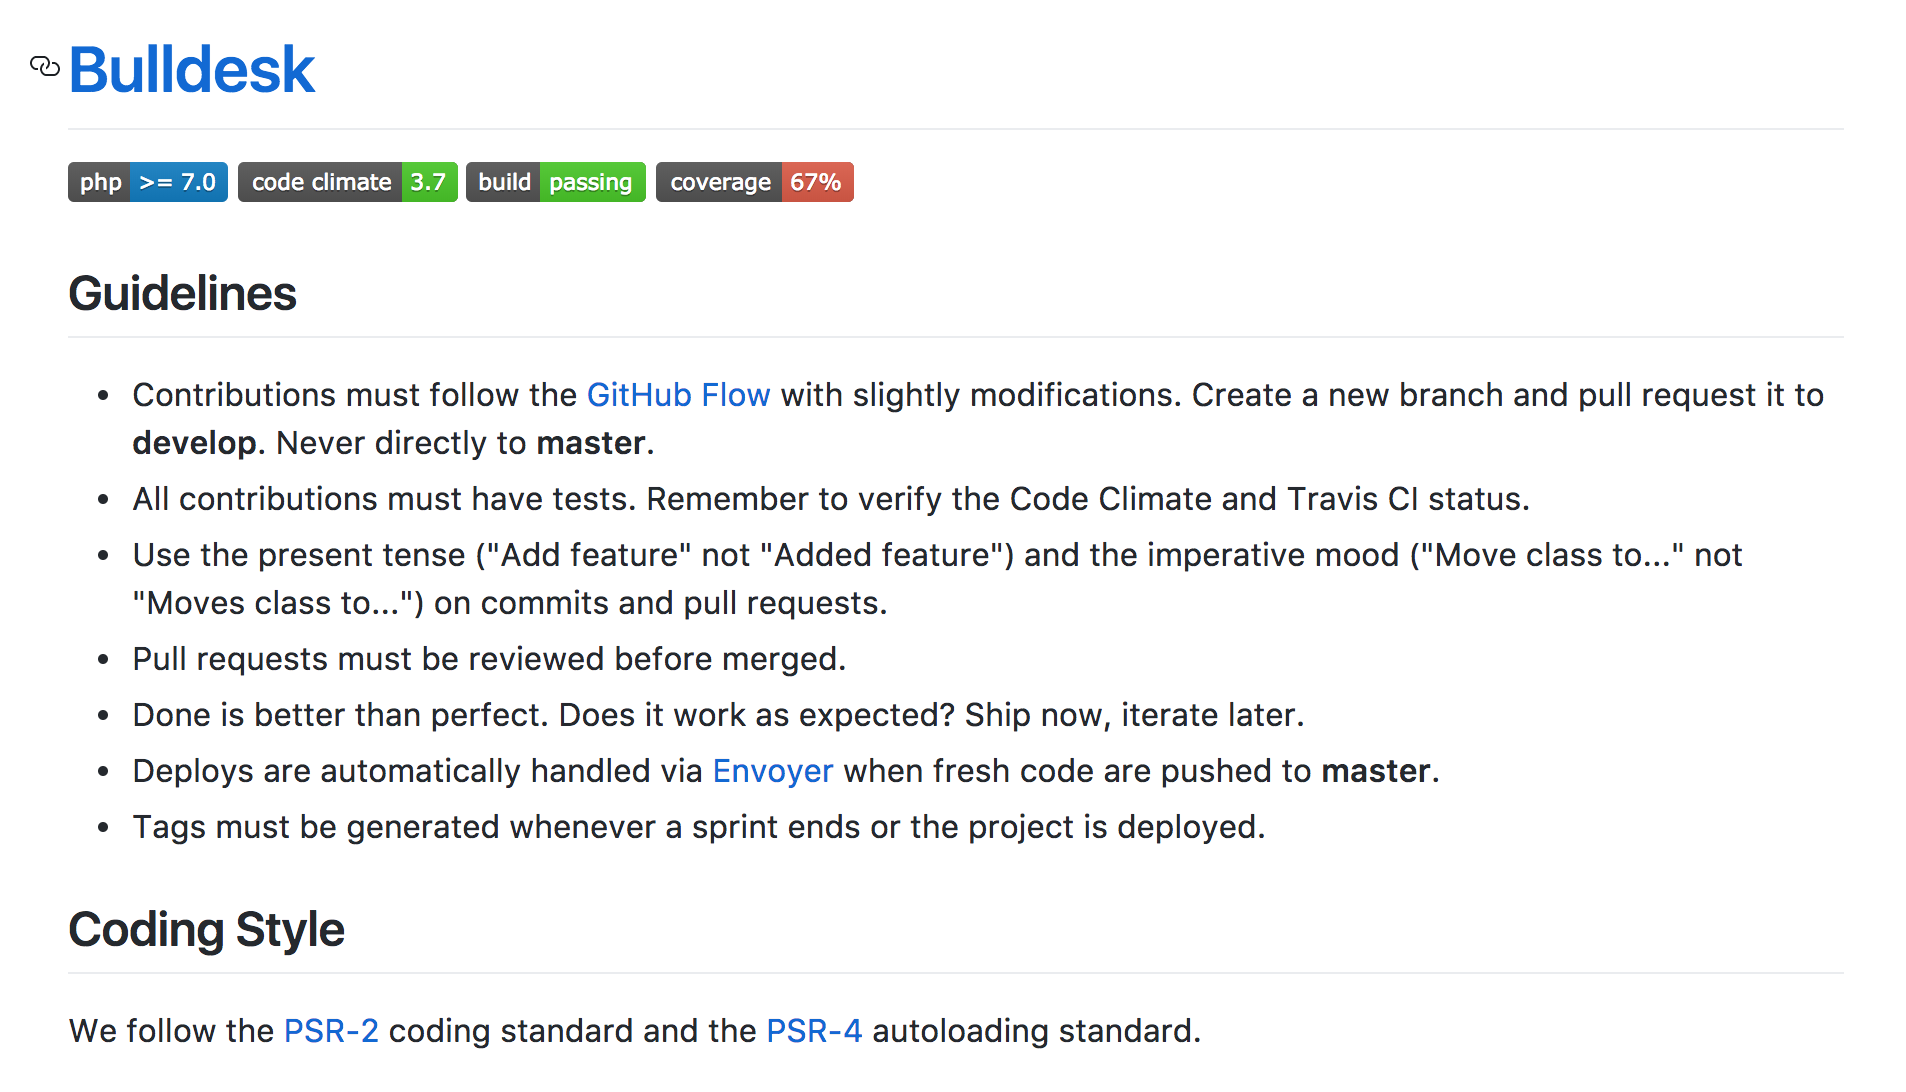 Bulldesk
php >= 7.0 code climate 3.7 build passing coverage 67%
Guidelines
Contributions must follow the GitHub Flow with slightly modifications. Create a new branch and pull request it to
develop. Never directly to master.
All contributions must have tests. Remember to verify the Code Climate and Travis CI status.
Use the present tense ("Add feature" not "Added feature") and the imperative mood ("Move class to..." not
"Moves class to...") on commits and pull requests.
Pull requests must be reviewed before merged.
Done is better than perfect. Does it work as expected? Ship now, iterate later.
Deploys are automatically handled via Envoyer when fresh code are pushed to master.
Tags must be generated whenever a sprint ends or the project is deployed.
Coding Style
We follow the PSR-2 coding standard and the PSR-4 autoloading standard.